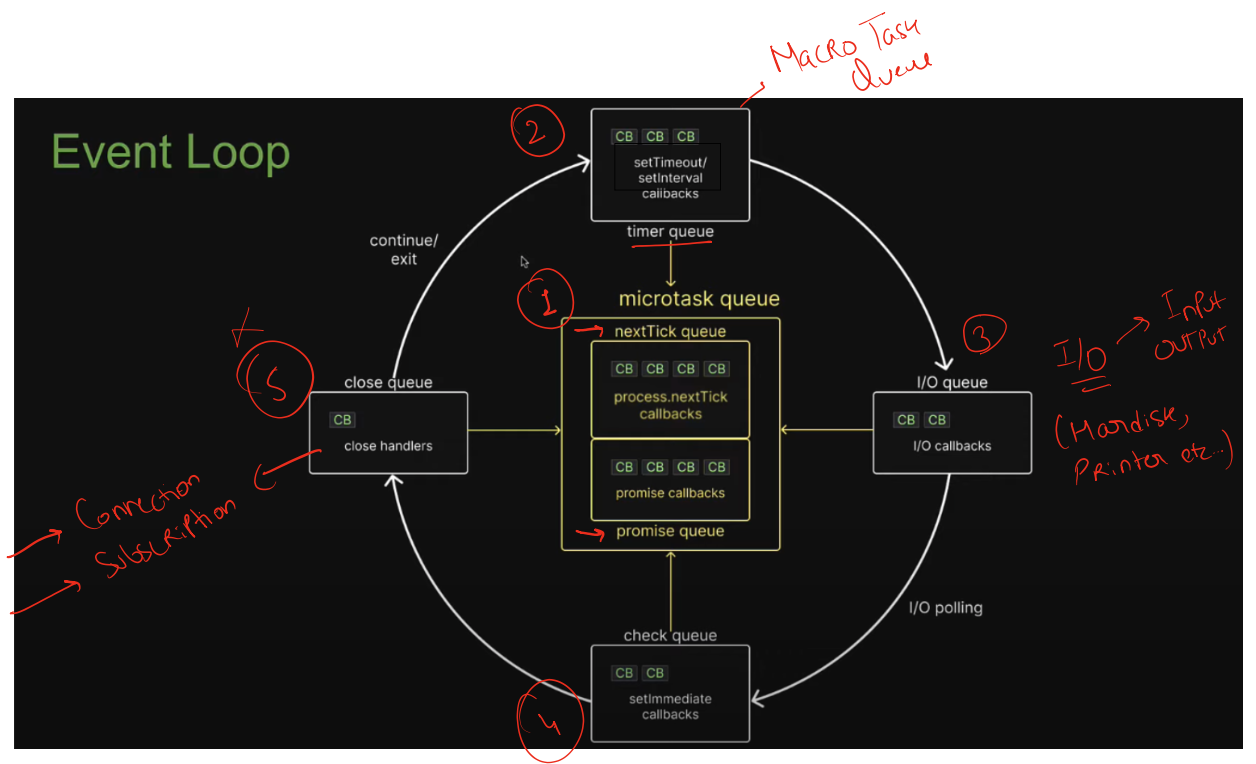 MACRO TASK
Queue
2
CB CB CB
Event Loop
setTimeout/
setInterval
callbacks
continue/
exit
timer queue
1
microtask queue
nextTick queue
CB CB CB CB
process.nextTick
callbacks
CB CB CB CB
promise callbacks
promise queue
3
I/O
INPUT
OUTPUT
I/O queue
CB CB
I/O callbacks
(Hardisk,
PRinter etc..)
5
close queue
CB
close handlers
Connection
Subscription
I/O polling
check queue
CB CB
setImmediate
callbacks
4